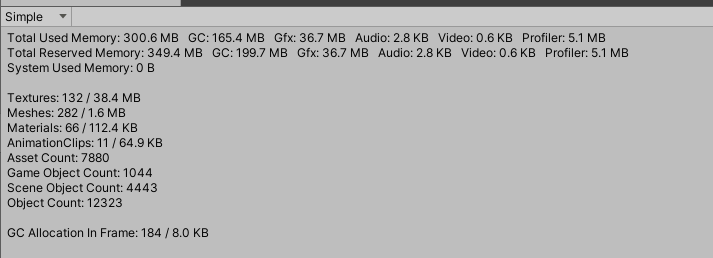 Simple
Total Used Memory: 300.6 MB   GC: 165.4 MB   Gfx: 36.7 MB   Audio: 2.8 KB   Video: 0.6 KB   Profiler: 5.1 MB
Total Reserved Memory: 349.4 MB   GC: 199.7 MB   Gfx: 36.7 MB   Audio: 2.8 KB   Video: 0.6 KB   Profiler: 5.1 MB
System Used Memory: 0 B
Textures: 132 / 38.4 MB
Meshes: 282 / 1.6 MB
Materials: 66 / 112.4 KB
AnimationClips: 11 / 64.9 KB
Asset Count: 7880
Game Object Count: 1044
Scene Object Count: 4443
Object Count: 12323
GC Allocation In Frame: 184 / 8.0 KB